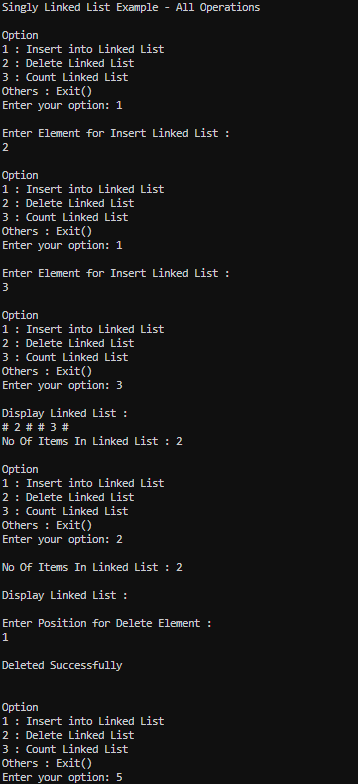 Singly Linked List Example - All Operations
Option
1 : Insert into Linked List
2 : Delete Linked List
3 : Count Linked List
Others : Exit()
Enter your option: 1
Enter Element for Insert Linked List :
2
Option
1 : Insert into Linked List
2 : Delete Linked List
3 : Count Linked List
Others : Exit()
Enter your option: 1
Enter Element for Insert Linked List :
3
Option
1 : Insert into Linked List
2 : Delete Linked List
3 : Count Linked List
Others : Exit()
Enter your option: 3
Display Linked List :
# 2 # # 3 #
No Of Items In Linked List : 2
Option
1 : Insert into Linked List
2 : Delete Linked List
3 : Count Linked List
Others : Exit()
Enter your option: 2
No Of Items In Linked List : 2
Display Linked List :
Enter Position for Delete Element :
1
Deleted Successfully
Option
1 : Insert into Linked List
2 : Delete Linked List
3 : Count Linked List
Others : Exit()
Enter your option: 5